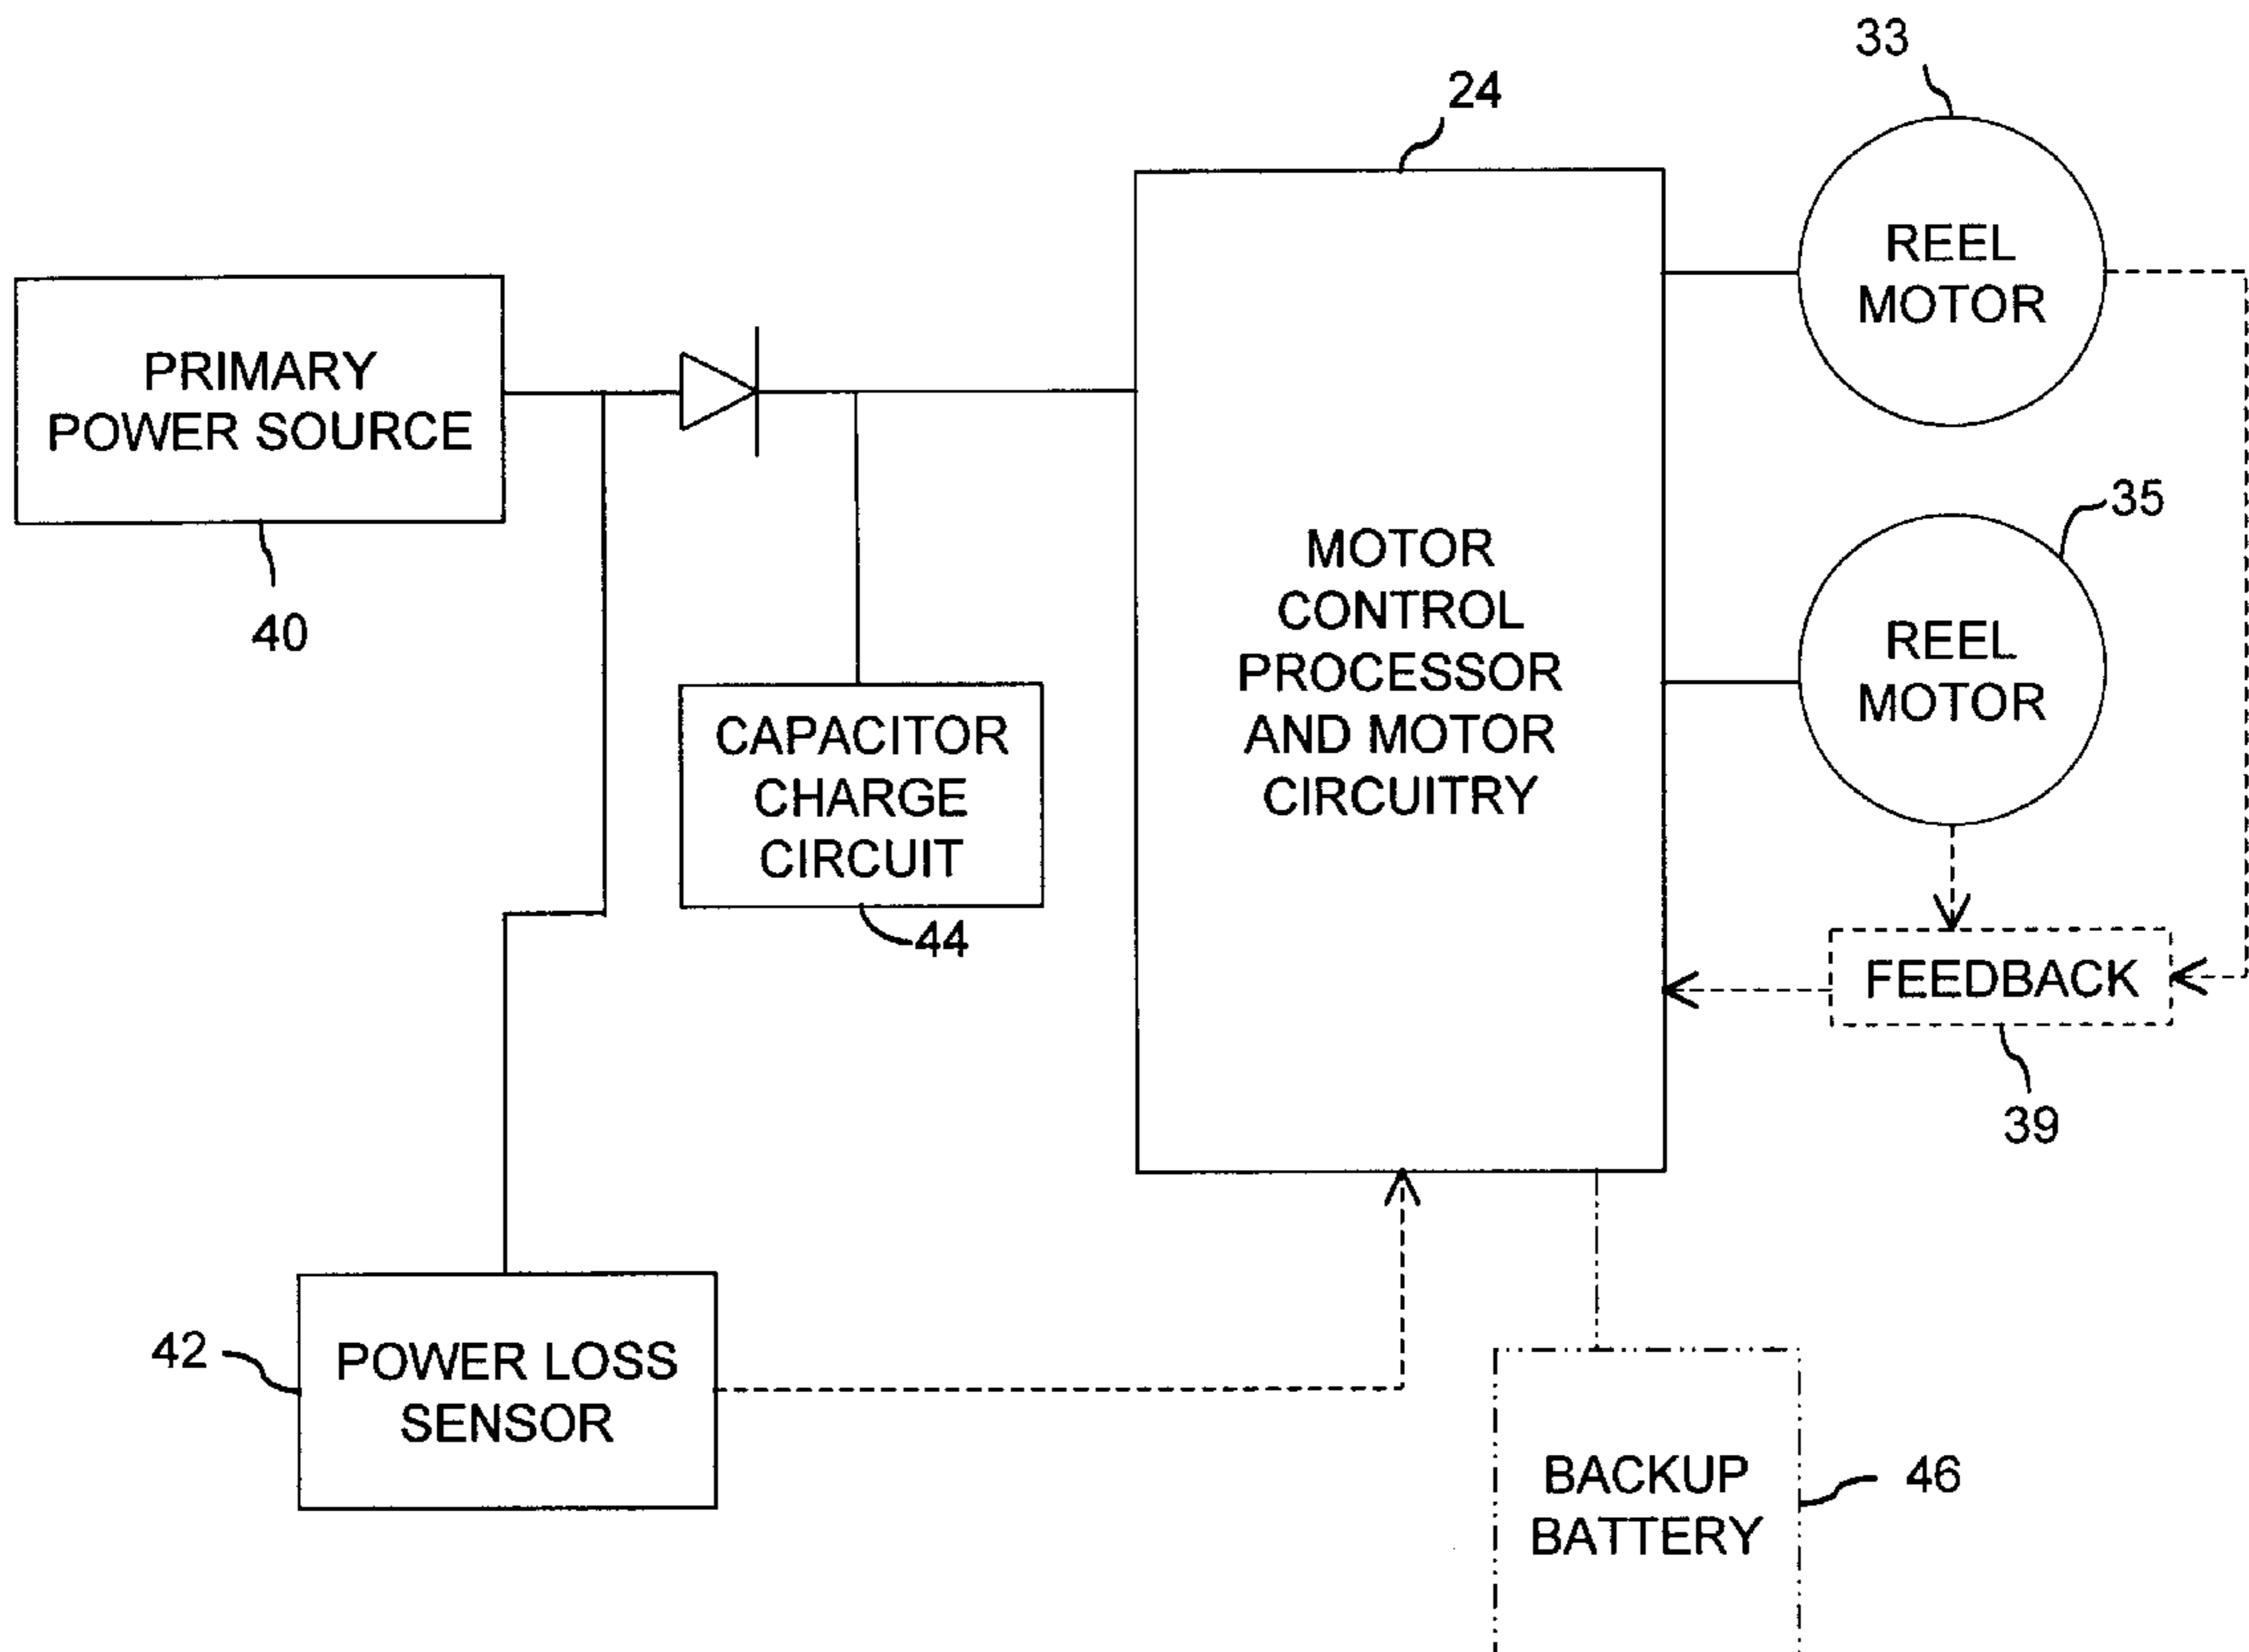 33
24
REEL
MOTOR
PRIMARY
POWER SOURCE
40
35
MOTOR
CONTROL
PROCESSOR
AND MOTOR
CIRCUITRY
REEL
MOTOR
CAPACITOR
CHARGE
CIRCUIT
44
FEEDBACK
39
42
POWER LOSS
SENSOR
BACKUP
BATTERY
46